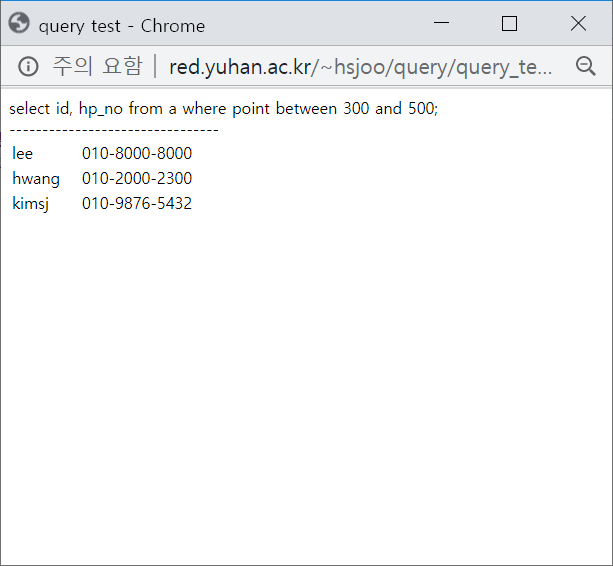 query test - Chrome
주의 요함 | red.yuhan.ac.kr/~hsjoo/query/query_te...
select id, hp_no from a where point between 300 and 500;
--------------------------------
lee 010-8000-8000
hwang 010-2000-2300
kimsj 010-9876-5432